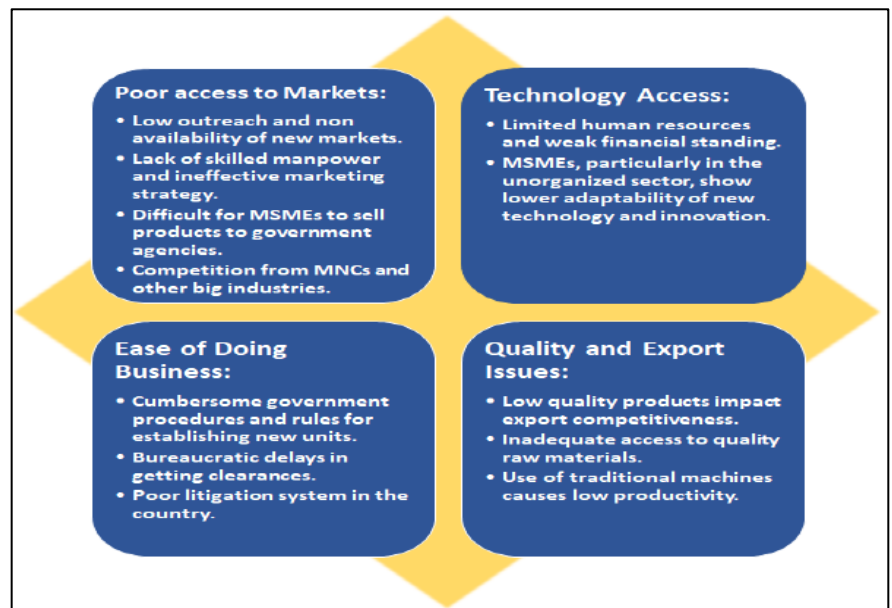 Poor access to Markets:
• Low outreach and non
availability of new markets.
• Lack of skilled manpower
and ineffective marketing
strategy.
• Difficult for MSMEs to sell
products to government
agencies.
• Competition from MNCs and
other big industries.
Technology Access:
• Limited human resources
and weak financial standing.
• MSMEs, particularly in the
unorganized sector, show
lower adaptability of new
technology and innovation.
Ease of Doing
Business:
• Cumbersome government
procedures and rules for
establishing new units.
• Bureaucratic delays in
getting clearances.
• Poor litigation system in the
country.
Quality and Export
Issues:
• Low quality products impact
export competitiveness.
• Inadequate access to quality
raw materials.
• Use of traditional machines
causes low productivity.